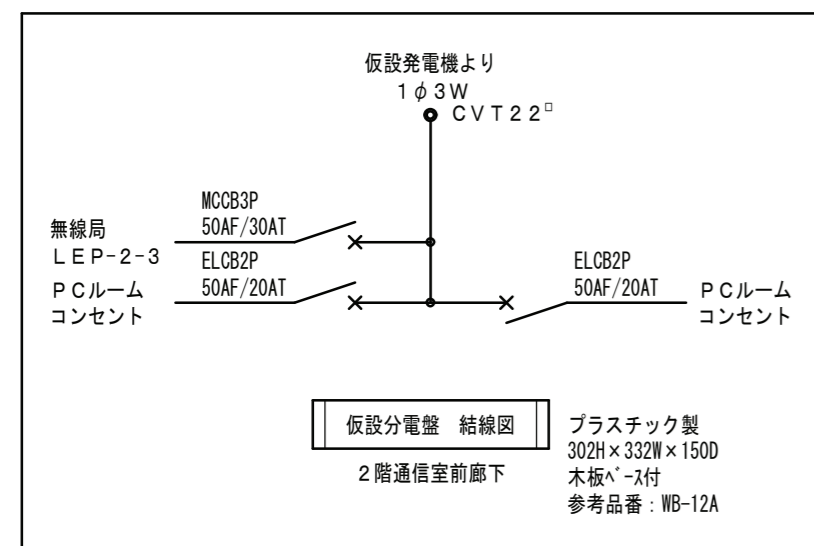 仮設発電機より
1φ3W
CVT22□
MCCB3P
50AF/30AT
無線局
LEP-2-3
ELCB2P
50AF/20AT
PCルーム
コンセント
ELCB2P
50AF/20AT
PCルーム
コンセント
仮設分電盤 結線図
2階通信室前廊下
プラスチック製
302H×332W×150D
木板ベース付
参考品番:WB-12A